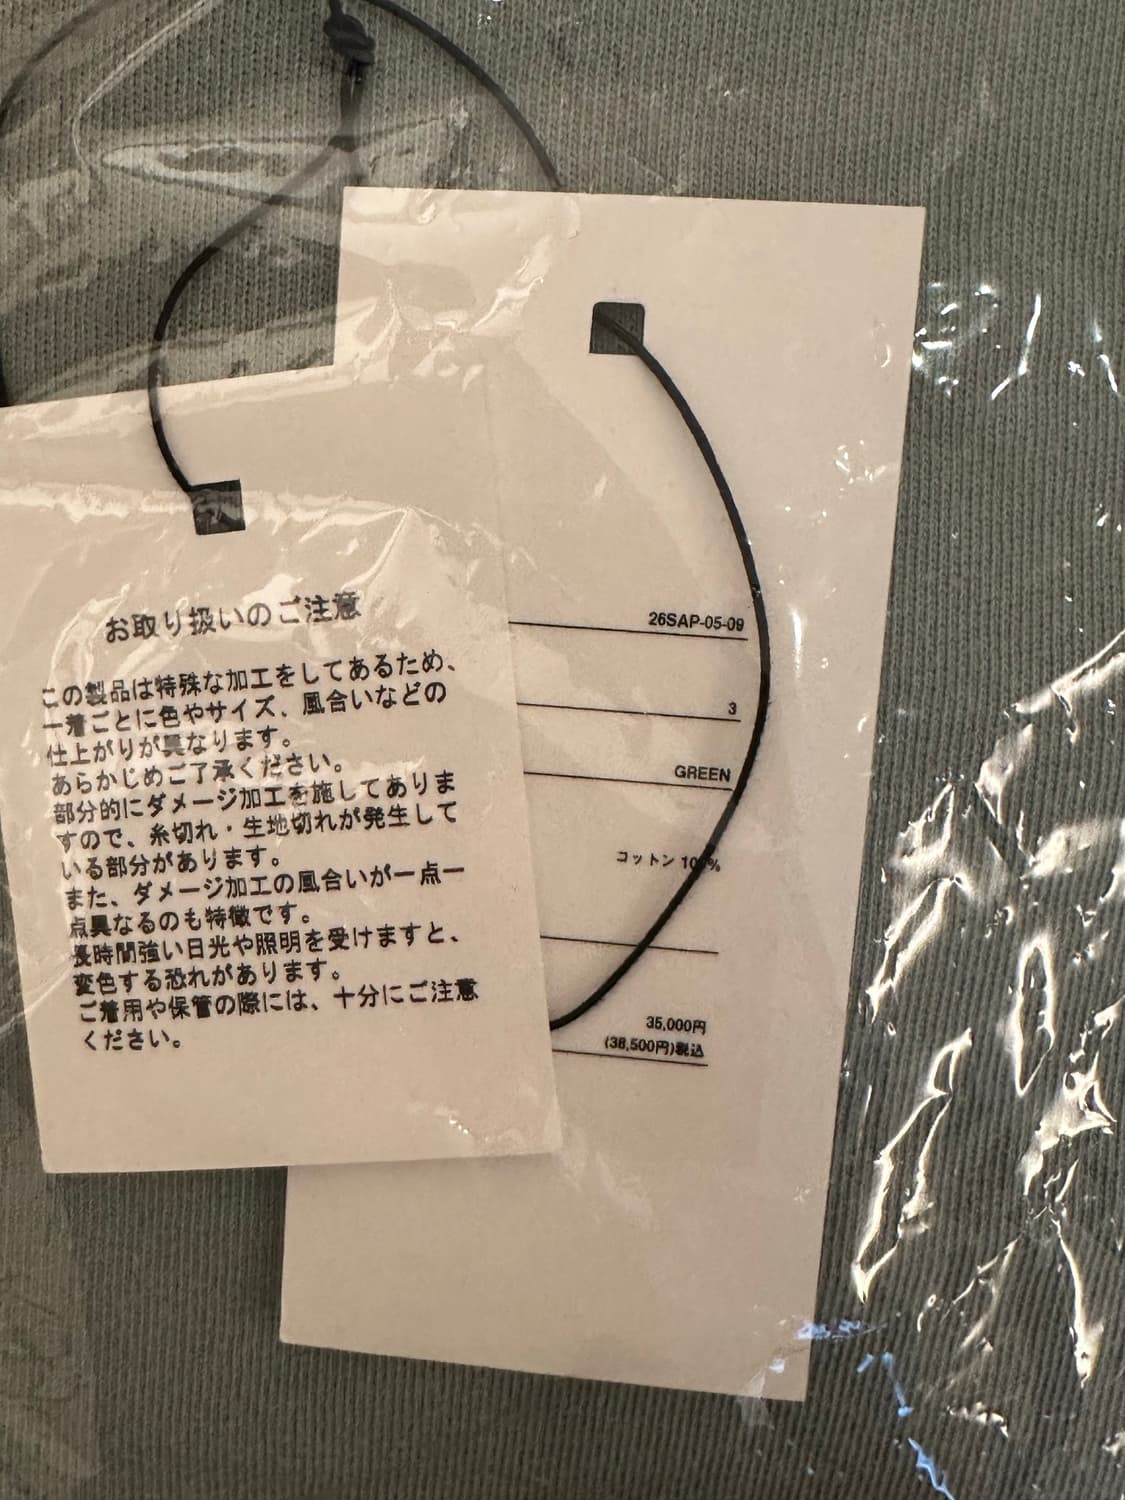 お取り扱いのご注意
この製品は特殊な加工をしてあるため、
一着ごとに色やサイズ、風合いなどの
仕上がりが異なります。
あらかじめご了承ください。
部分的にダメージ加工を施してありま
すので、糸切れ・生地切れが発生して
いる部分があります。
また、ダメージ加工の風合いが一点一
点異なるのも特徴です。
長時間強い日光や照明を受けますと、
変色する恐れがあります。
ご着用や保管の際には、十分にご注意
ください。
26SAP-05-09
3
GREEN
コットン 100%
35,000円
(38,500円)税込